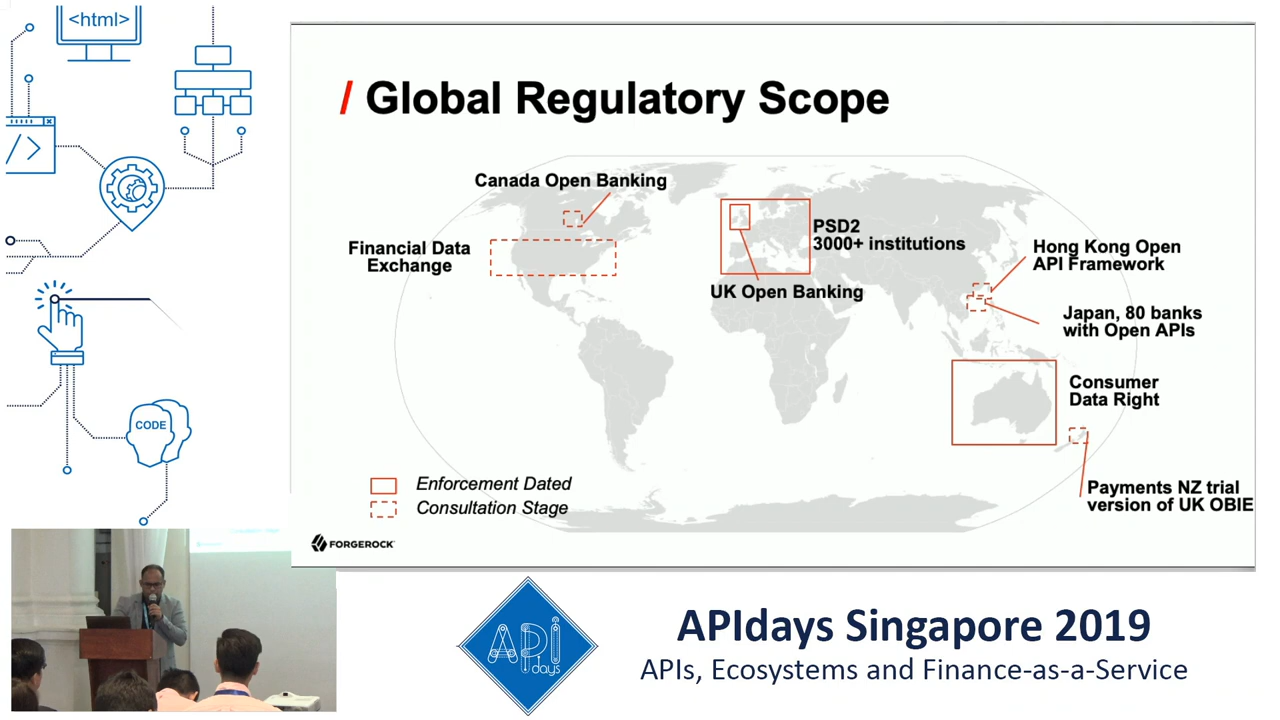 <html>
</>
CODE
/ Global Regulatory Scope
Canada Open Banking
Financial Data
Exchange
PSD2
3000+ institutions
UK Open Banking
Hong Kong Open
API Framework
Japan, 80 banks
with Open APIs
Consumer
Data Right
Payments NZ trial
version of UK OBIE
Enforcement Dated
Consultation Stage
FORGEROCK
API
days
APIdays Singapore 2019
APIs, Ecosystems and Finance-as-a-Service